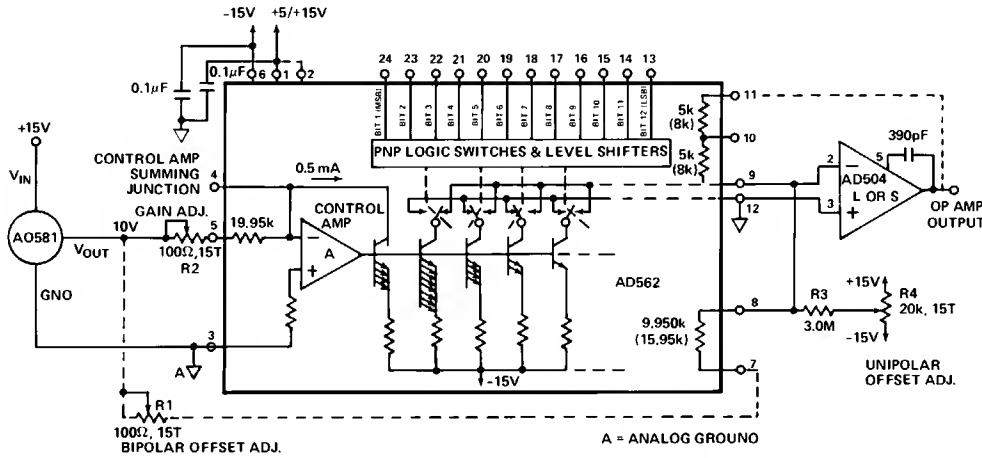 -15V
+5/+15V
0.1µF
0.1µF
6
1
2
24
23
22
21
20
19
18
17
16
15
14
13
BIT 1 (MSB)
BIT 2
BIT 3
BIT 4
BIT 5
BIT 6
BIT 7
BIT 8
BIT 9
BIT 10
BIT 11
BIT 12 (LSB)
PNP LOGIC SWITCHES & LEVEL SHIFTERS
5k
(8k)
11
10
5k
(8k)
9
12
390pF
2
5
AD504
L OR S
3
OP AMP
OUTPUT
+15V
VIN
CONTROL AMP
SUMMING
JUNCTION
4
0.5 mA
CONTROL
AMP
GAIN ADJ.
10V
5
19.95k
AO581
VOUT
100Ω, 15T
R2
A
AD562
GNO
3
A
-15V
9.950k
(15.95k)
8
7
R3
3.0M
+15V
R4
20k, 15T
-15V
UNIPOLAR
OFFSET ADJ.
R1
100Ω, 15T
BIPOLAR OFFSET ADJ.
A = ANALOG GROUNO